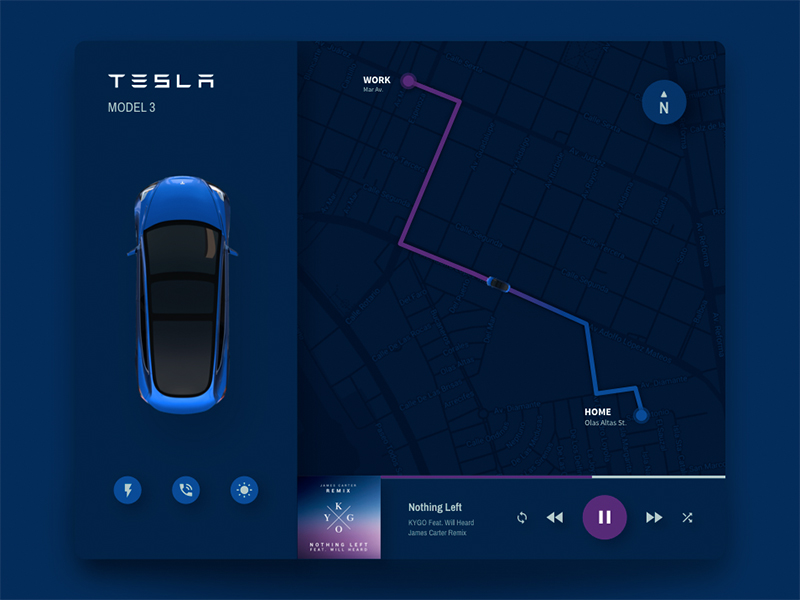 TESLA
MODEL 3
WORK
Mar Av.
N
HOME
Olas Altas St.
JAMES CARTER
REMIX
K
Y G
O
NOTHING LEFT
FEAT. WILL HEARD
Nothing Left
KYGO Feat. Will Heard
James Carter Remix